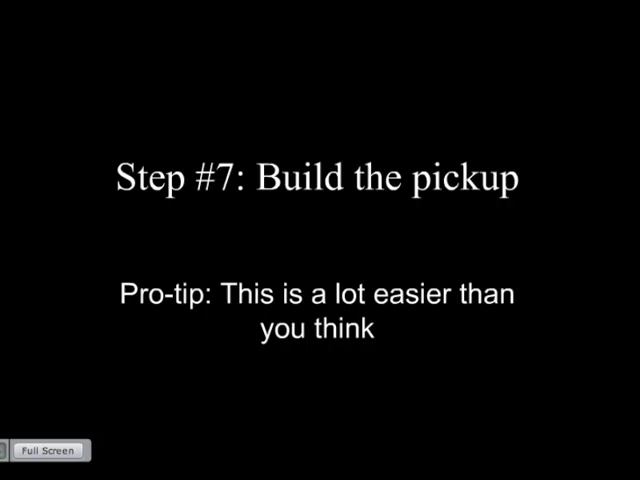 Step #7: Build the pickup
Pro-tip: This is a lot easier than
you think
Full Screen